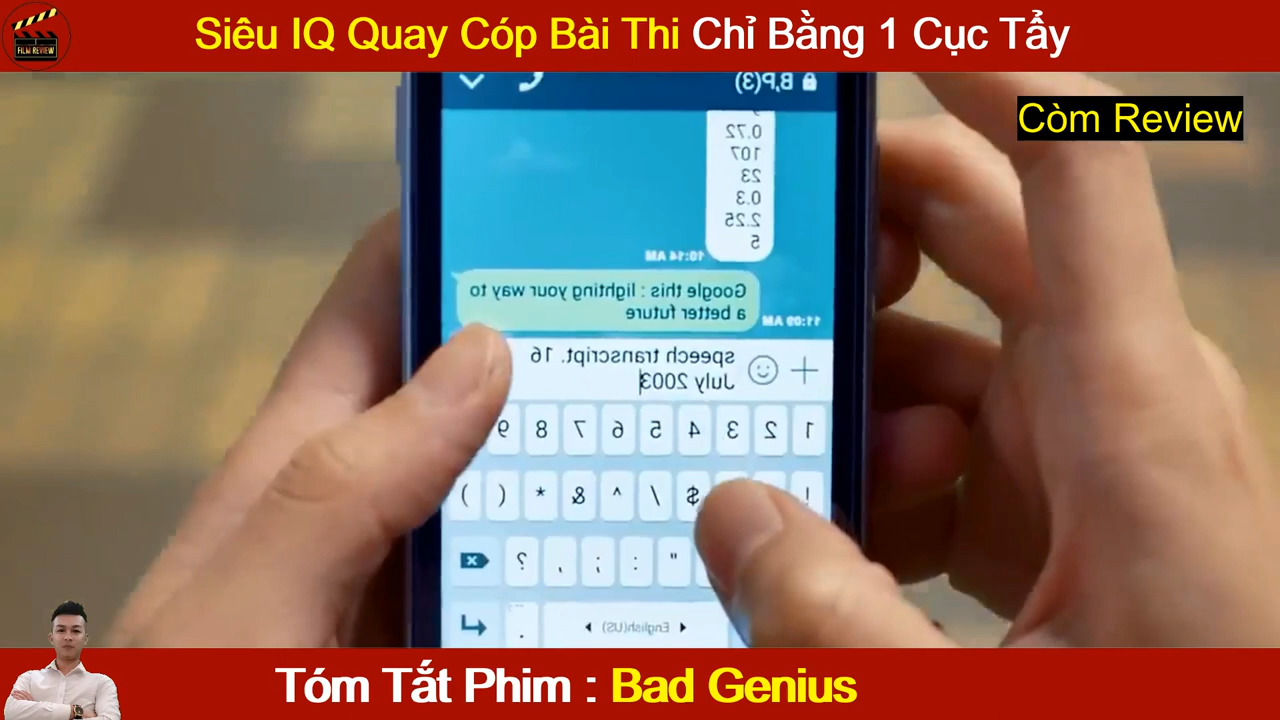 Siêu IQ Quay Cóp Bài Thi Chỉ Bằng 1 Cục Tẩy
FILM REVIEW
Còm Review
B,P(3)
0.72
107
23
0.3
2.25
5
10:14 AM
Google this : lighting your way to
a better future
11:09 AM
speech transcript. 16
July 2003
1 2 3 4 5 6 7 8 9
! $ / ^ & * ( )
" : ; , ?
English(US) .
Tóm Tắt Phim : Bad Genius